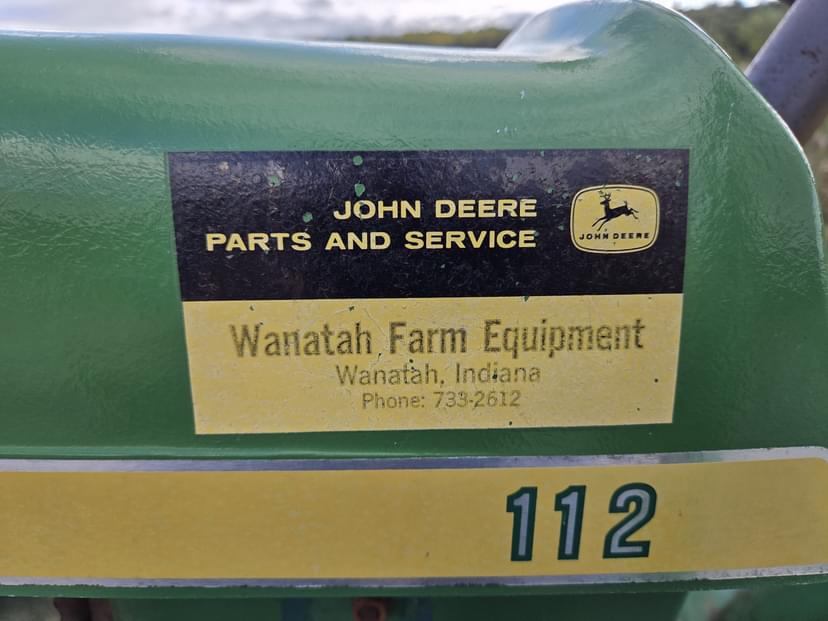 JOHN DEERE
PARTS AND SERVICE
JOHN DEERE
Wanatah Farm Equipment
Wanatah, Indiana
Phone: 733-2612
112